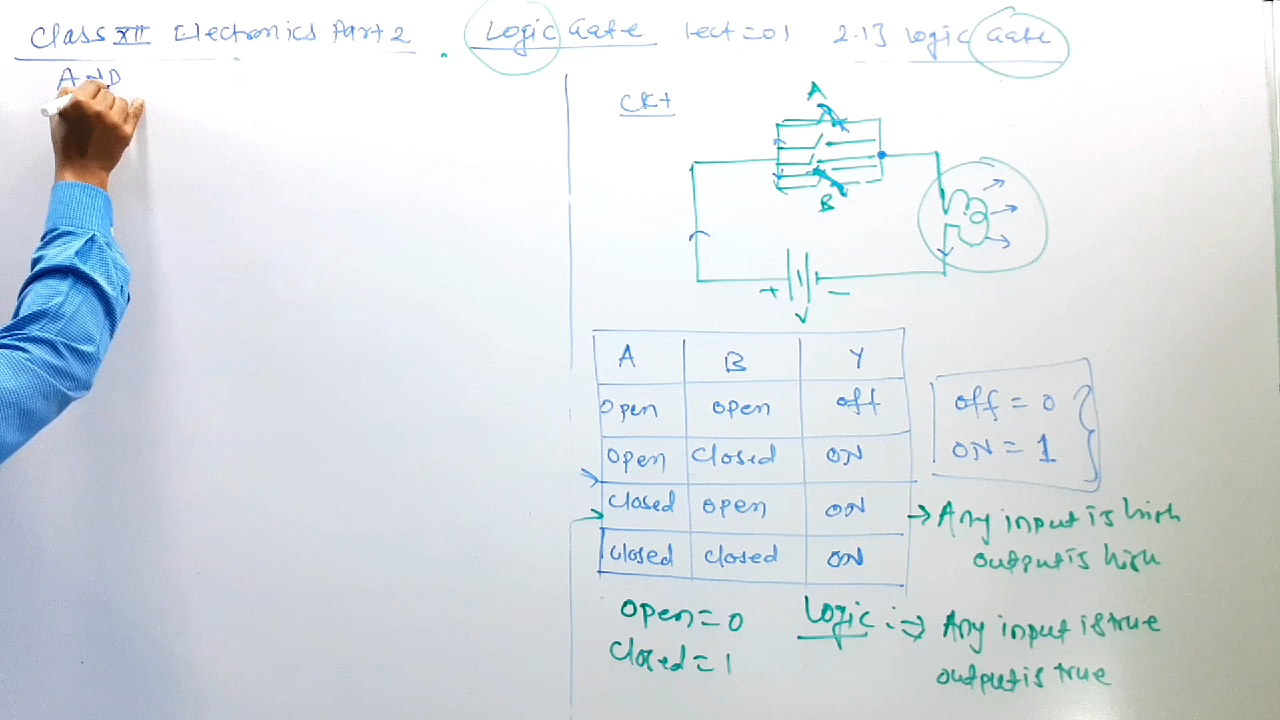 Class XII Electronics Part 2 . Logic Gate lect=01 2.13 logic Gate
AND
CKt
A
B
+ -
A B Y
open open off
open closed ON
closed open ON
closed closed ON
off = 0
ON = 1
→ Any input is high
output is high
open = 0
closed = 1
Logic :→ Any input is true
output is true